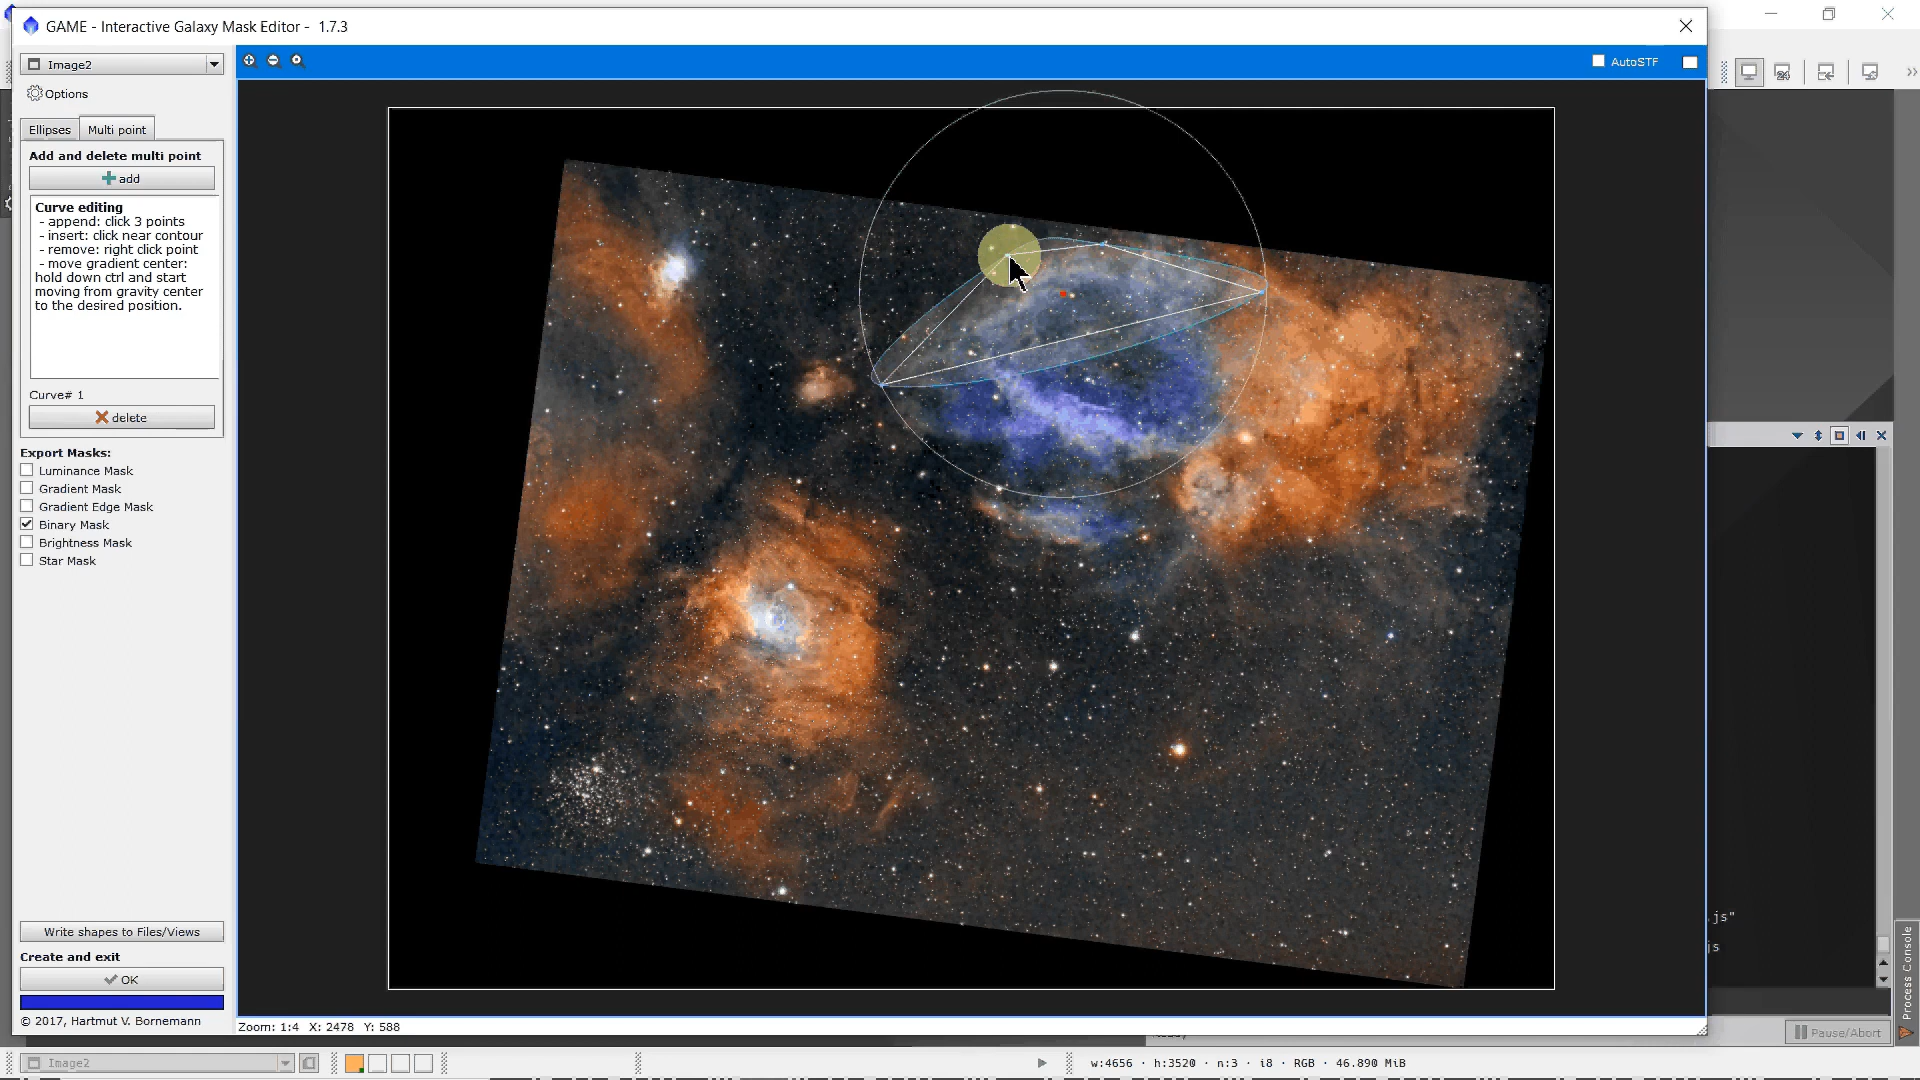 GAME - Interactive Galaxy Mask Editor - 1.7.3
Image2
AutoSTF
Options
Ellipses
Multi point
Add and delete multi point
add
Curve editing
- append: click 3 points
- insert: click near contour
- remove: right click point
- move gradient center:
hold down ctrl and start
moving from gravity center
to the desired position.
Curve# 1
delete
Export Masks:
Luminance Mask
Gradient Mask
Gradient Edge Mask
Binary Mask
Brightness Mask
Star Mask
js"
js
Process Console
Write shapes to Files/Views
Create and exit
OK
© 2017, Hartmut V. Bornemann
Zoom: 1:4 X: 2478 Y: 588
Pause/Abort
Image2
w:4656 · h:3520 · n:3 · i8 · RGB · 46.890 MiB